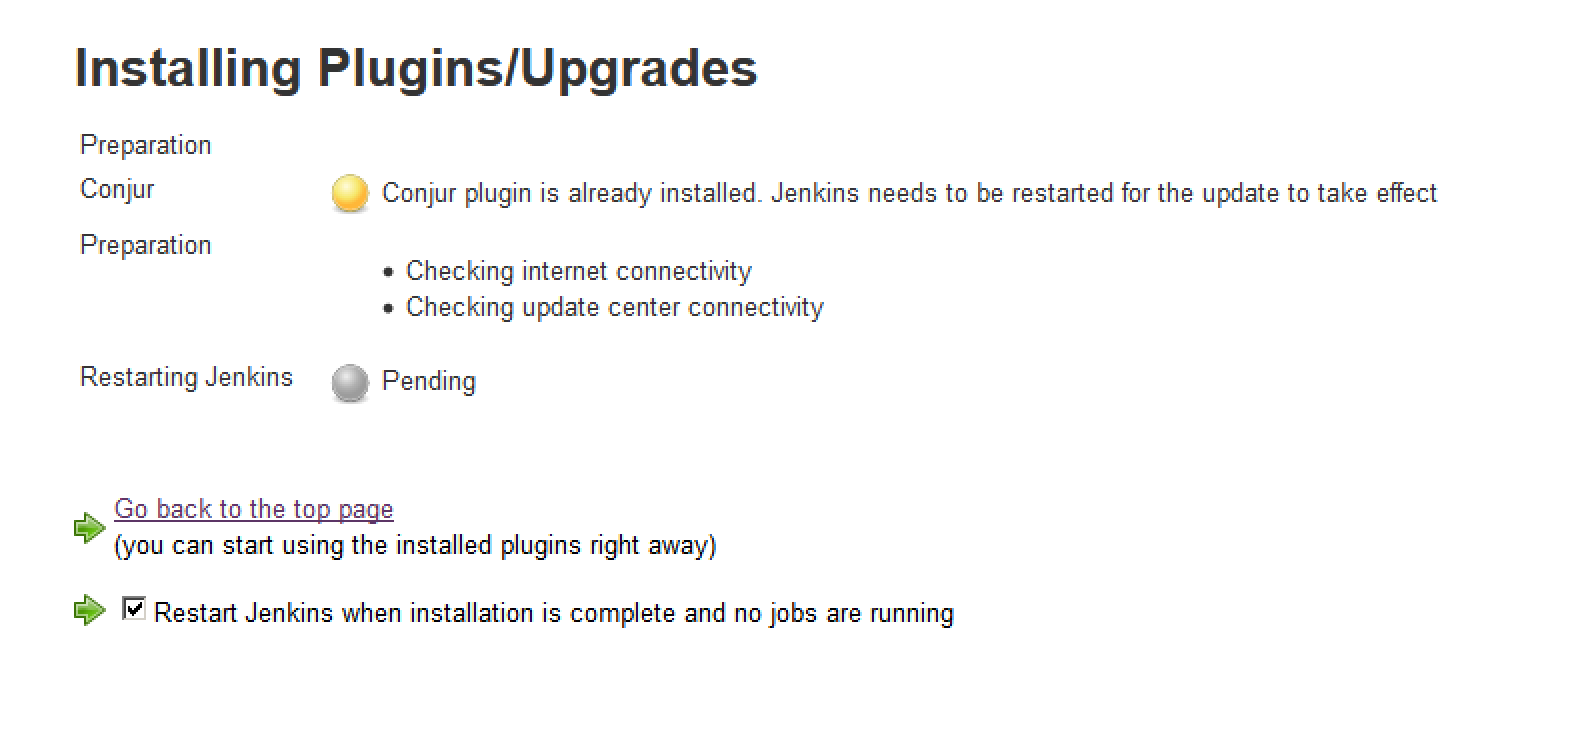 Installing Plugins/Upgrades
Preparation
Conjur
Conjur plugin is already installed. Jenkins needs to be restarted for the update to take effect
Preparation
Checking internet connectivity
Checking update center connectivity
Restarting Jenkins
Pending
Go back to the top page
(you can start using the installed plugins right away)
Restart Jenkins when installation is complete and no jobs are running